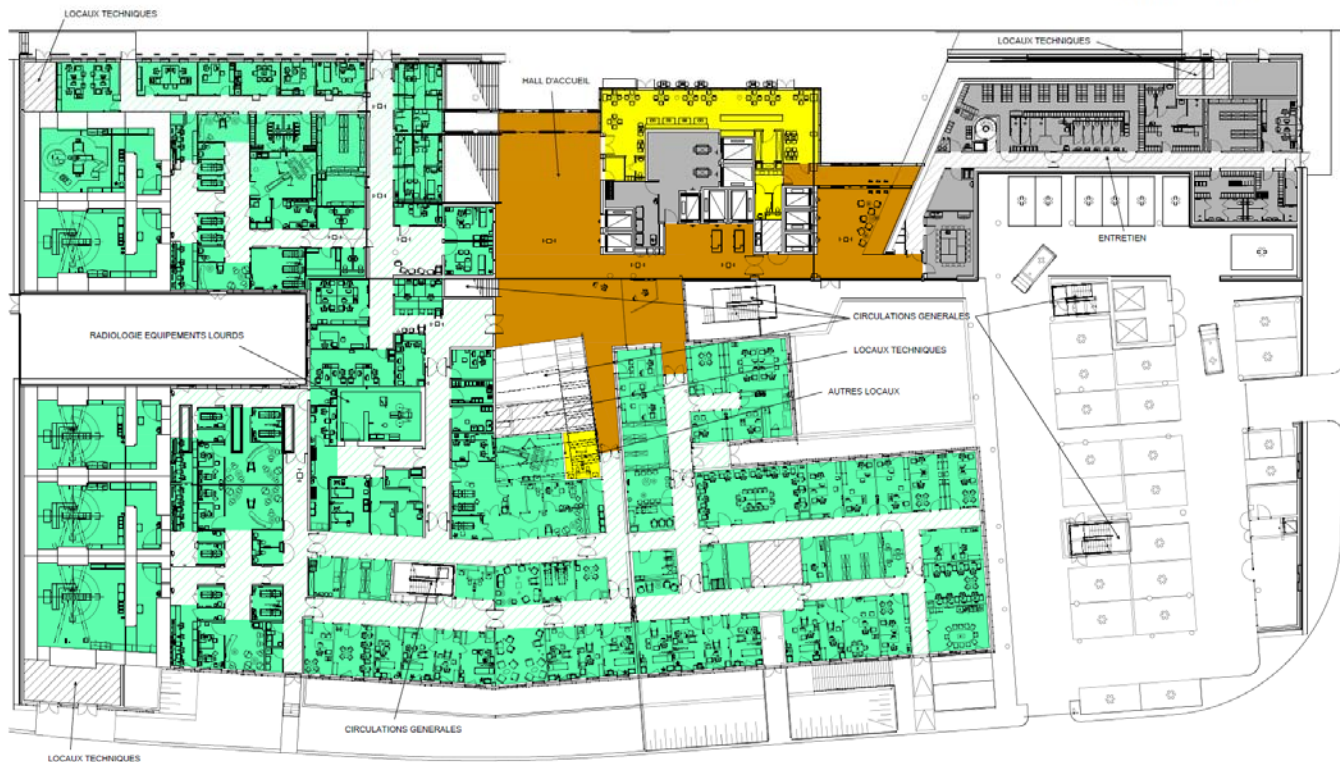 LOCAUX TECHNIQUES
LOCAUX TECHNIQUES
HALL D'ACCUEIL
ENTRETIEN
CIRCULATIONS GENERALES
RADIOLOGIE EQUIPEMENTS LOURDS
LOCAUX TECHNIQUES
AUTRES LOCAUX
CIRCULATIONS GENERALES
LOCAUX TECHNIQUES